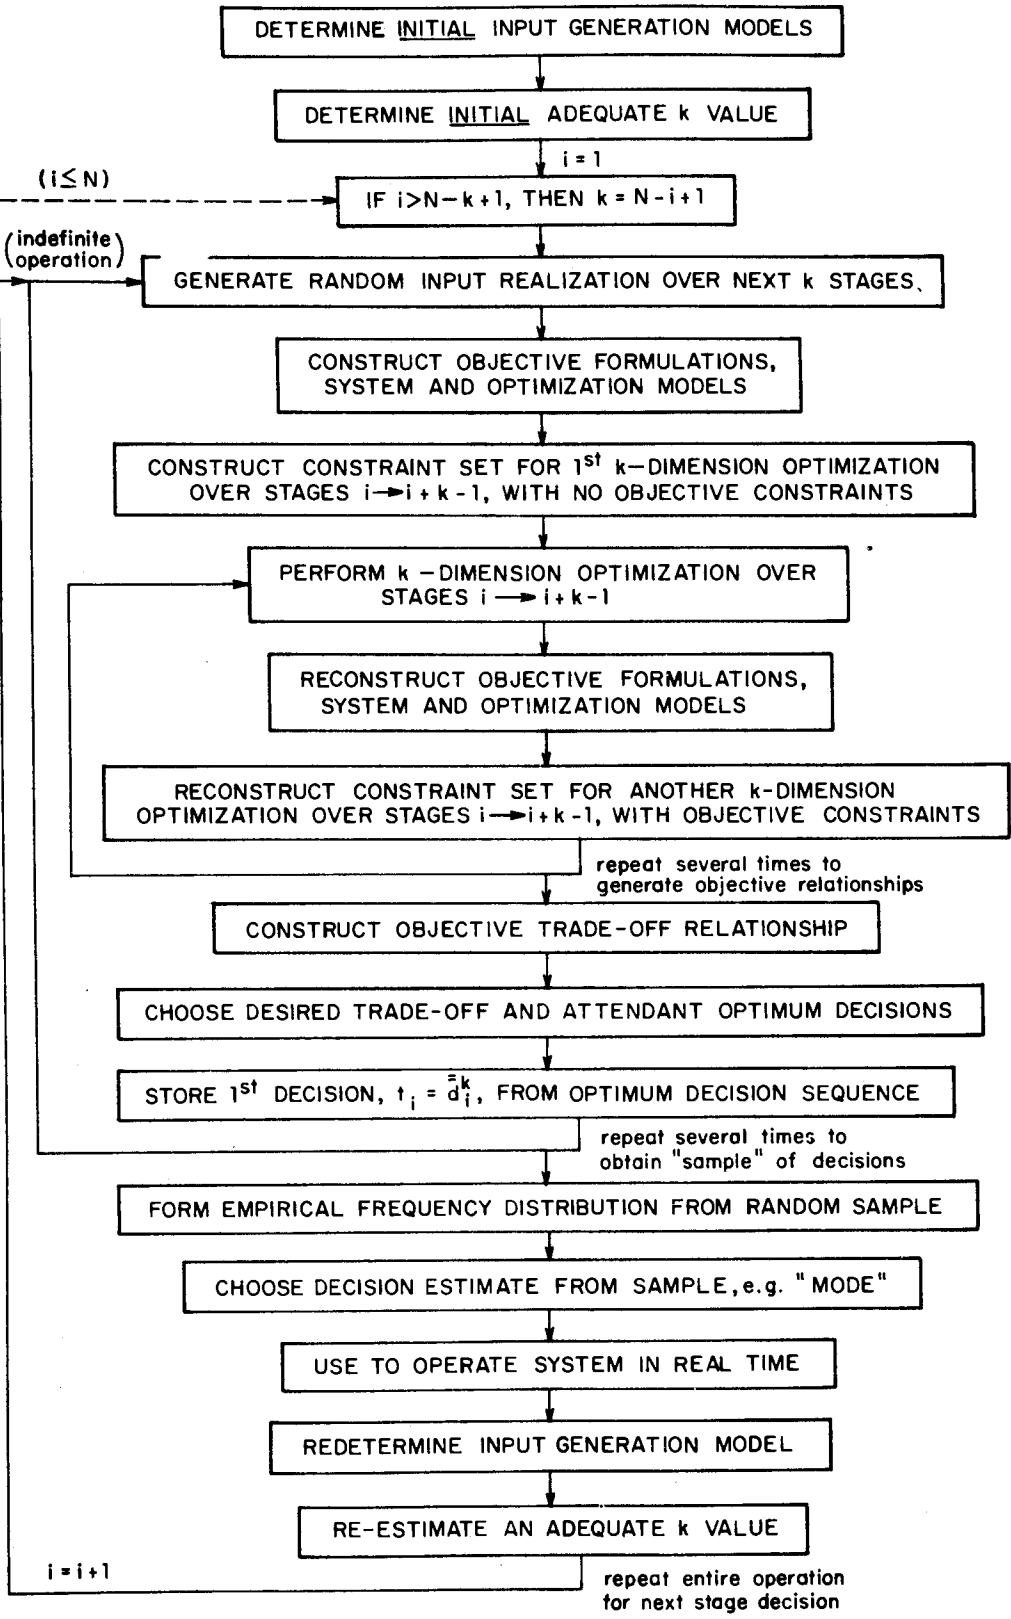 DETERMINE INITIAL INPUT GENERATION MODELS
DETERMINE INITIAL ADEQUATE k VALUE
i = 1
(i ≤ N)
IF i>N-k+1, THEN k = N-i+1
(indefinite
operation)
GENERATE RANDOM INPUT REALIZATION OVER NEXT k STAGES
CONSTRUCT OBJECTIVE FORMULATIONS,
SYSTEM AND OPTIMIZATION MODELS
CONSTRUCT CONSTRAINT SET FOR 1st k-DIMENSION OPTIMIZATION
OVER STAGES i→i+k-1, WITH NO OBJECTIVE CONSTRAINTS
PERFORM k-DIMENSION OPTIMIZATION OVER
STAGES i→i+k-1
RECONSTRUCT OBJECTIVE FORMULATIONS,
SYSTEM AND OPTIMIZATION MODELS
RECONSTRUCT CONSTRAINT SET FOR ANOTHER k-DIMENSION
OPTIMIZATION OVER STAGES i→i+k-1, WITH OBJECTIVE CONSTRAINTS
repeat several times to
generate objective relationships
CONSTRUCT OBJECTIVE TRADE-OFF RELATIONSHIP
CHOOSE DESIRED TRADE-OFF AND ATTENDANT OPTIMUM DECISIONS
STORE 1st DECISION, t_i = d̿_i^k, FROM OPTIMUM DECISION SEQUENCE
repeat several times to
obtain "sample" of decisions
FORM EMPIRICAL FREQUENCY DISTRIBUTION FROM RANDOM SAMPLE
CHOOSE DECISION ESTIMATE FROM SAMPLE, e.g. "MODE"
USE TO OPERATE SYSTEM IN REAL TIME
REDETERMINE INPUT GENERATION MODEL
RE-ESTIMATE AN ADEQUATE k VALUE
i = i+1
repeat entire operation
for next stage decision